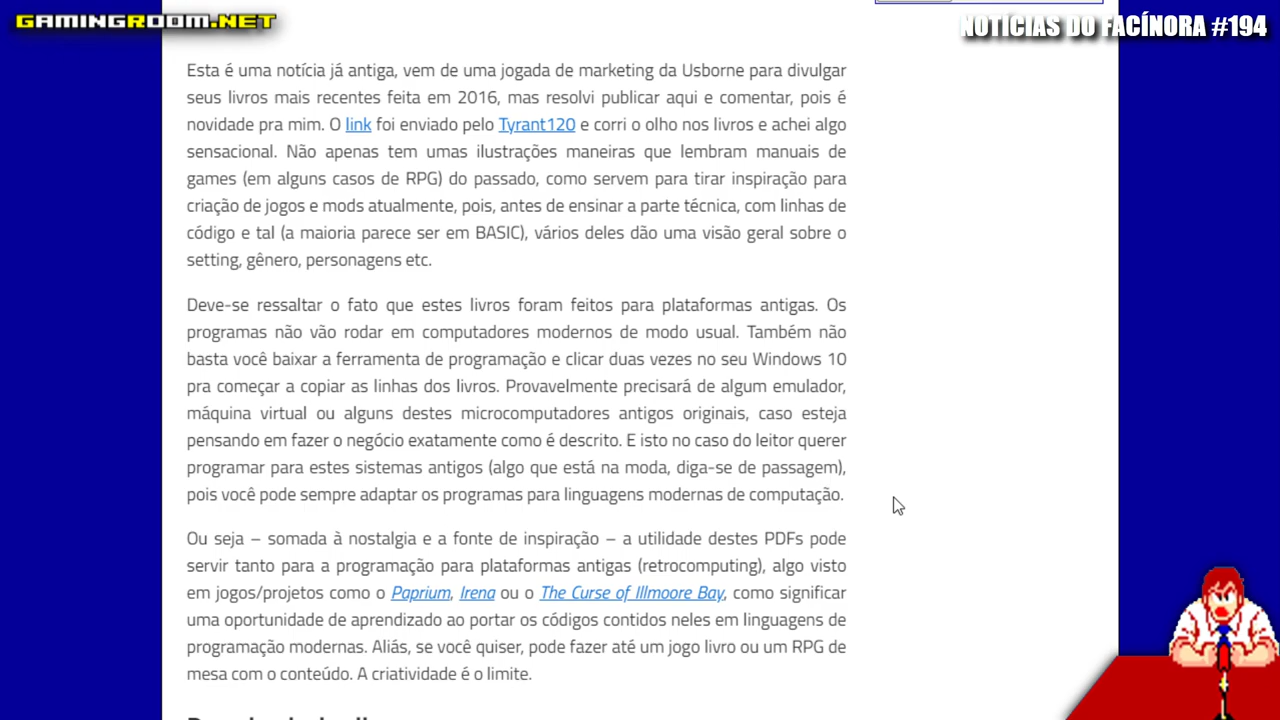 GAMINGROOM.NET
NOTÍCIAS DO FACÍNORA #194
Esta é uma notícia já antiga, vem de uma jogada de marketing da Usborne para divulgar
seus livros mais recentes feita em 2016, mas resolvi publicar aqui e comentar, pois é
novidade pra mim. O link foi enviado pelo Tyrant120 e corri o olho nos livros e achei algo
sensacional. Não apenas tem umas ilustrações maneiras que lembram manuais de
games (em alguns casos de RPG) do passado, como servem para tirar inspiração para
criação de jogos e mods atualmente, pois, antes de ensinar a parte técnica, com linhas de
código e tal (a maioria parece ser em BASIC), vários deles dão uma visão geral sobre o
setting, gênero, personagens etc.
Deve-se ressaltar o fato que estes livros foram feitos para plataformas antigas. Os
programas não vão rodar em computadores modernos de modo usual. Também não
basta você baixar a ferramenta de programação e clicar duas vezes no seu Windows 10
pra começar a copiar as linhas dos livros. Provavelmente precisará de algum emulador,
máquina virtual ou alguns destes microcomputadores antigos originais, caso esteja
pensando em fazer o negócio exatamente como é descrito. E isto no caso do leitor querer
programar para estes sistemas antigos (algo que está na moda, diga-se de passagem),
pois você pode sempre adaptar os programas para linguagens modernas de computação.
Ou seja – somada à nostalgia e a fonte de inspiração – a utilidade destes PDFs pode
servir tanto para a programação para plataformas antigas (retrocomputing), algo visto
em jogos/projetos como o Paprium, Irena ou o The Curse of Illmoore Bay, como significar
uma oportunidade de aprendizado ao portar os códigos contidos neles em linguagens de
programação modernas. Aliás, se você quiser, pode fazer até um jogo livro ou um RPG de
mesa com o conteúdo. A criatividade é o limite.